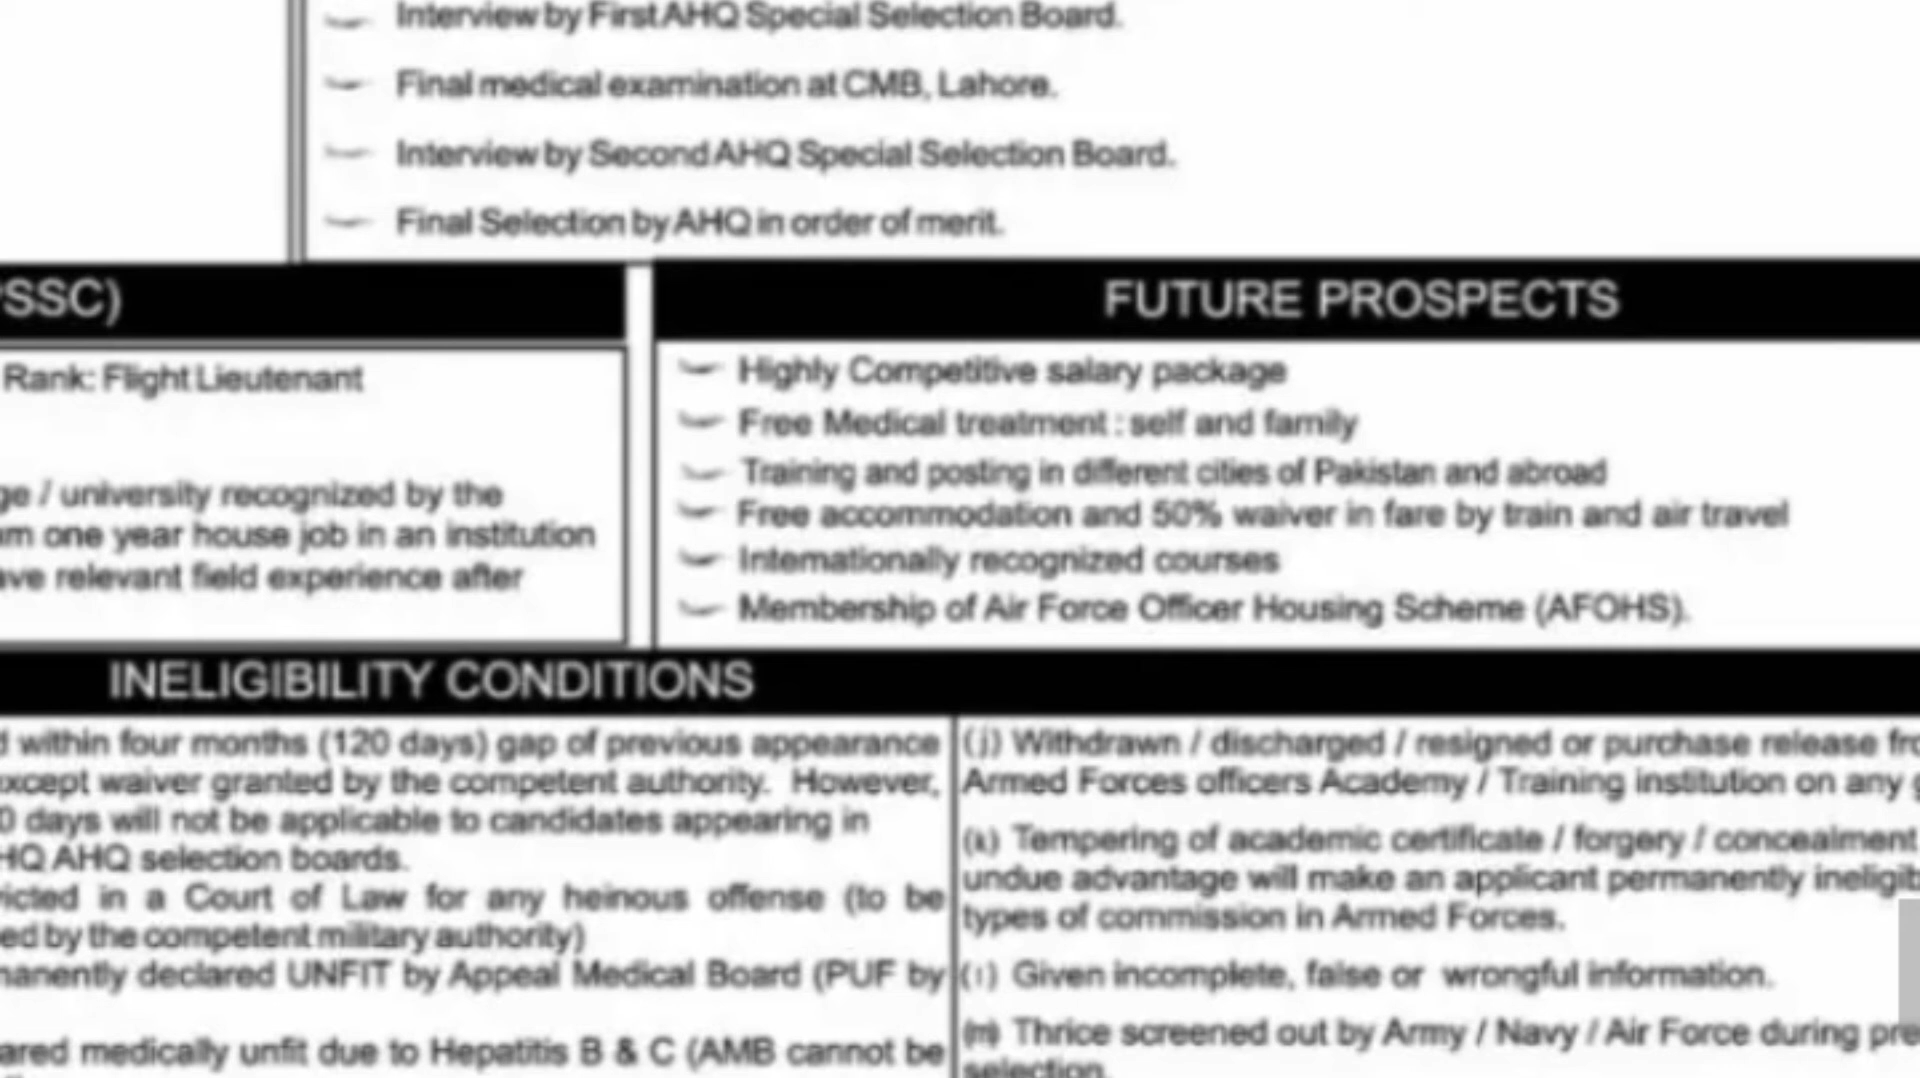 Interview by First AHQ Special Selection Board.
Final medical examination at CMB, Lahore.
Interview by Second AHQ Special Selection Board.
Final Selection by AHQ in order of merit.
SSC)
Rank: Flight Lieutenant
/ university recognized by the
one year house job in an institution
relevant field experience after
FUTURE PROSPECTS
Highly Competitive salary package
Free Medical treatment : self and family
Training and posting in different cities of Pakistan and abroad
Free accommodation and 50% waiver in fare by train and air travel
Internationally recognized courses
Membership of Air Force Officer Housing Scheme (AFOHS).
INELIGIBILITY CONDITIONS
within four months (120 days) gap of previous appearance
except waiver granted by the competent authority. However,
0 days will not be applicable to candidates appearing in
HQ AHQ selection boards.
in a Court of Law for any heinous offense (to be
by the competent military authority)
declared UNFIT by Appeal Medical Board (PUF by
medically unfit due to Hepatitis B & C (AMB cannot be
(j) Withdrawn / discharged / resigned or purchase release
Armed Forces officers Academy / Training institution on any
(k) Tempering of academic certificate / forgery / concealment
undue advantage will make an applicant permanently
types of commission in Armed Forces.
(l) Given incomplete, false or wrongful information.
(m) Thrice screened out by Army / Navy / Air Force during
selection.